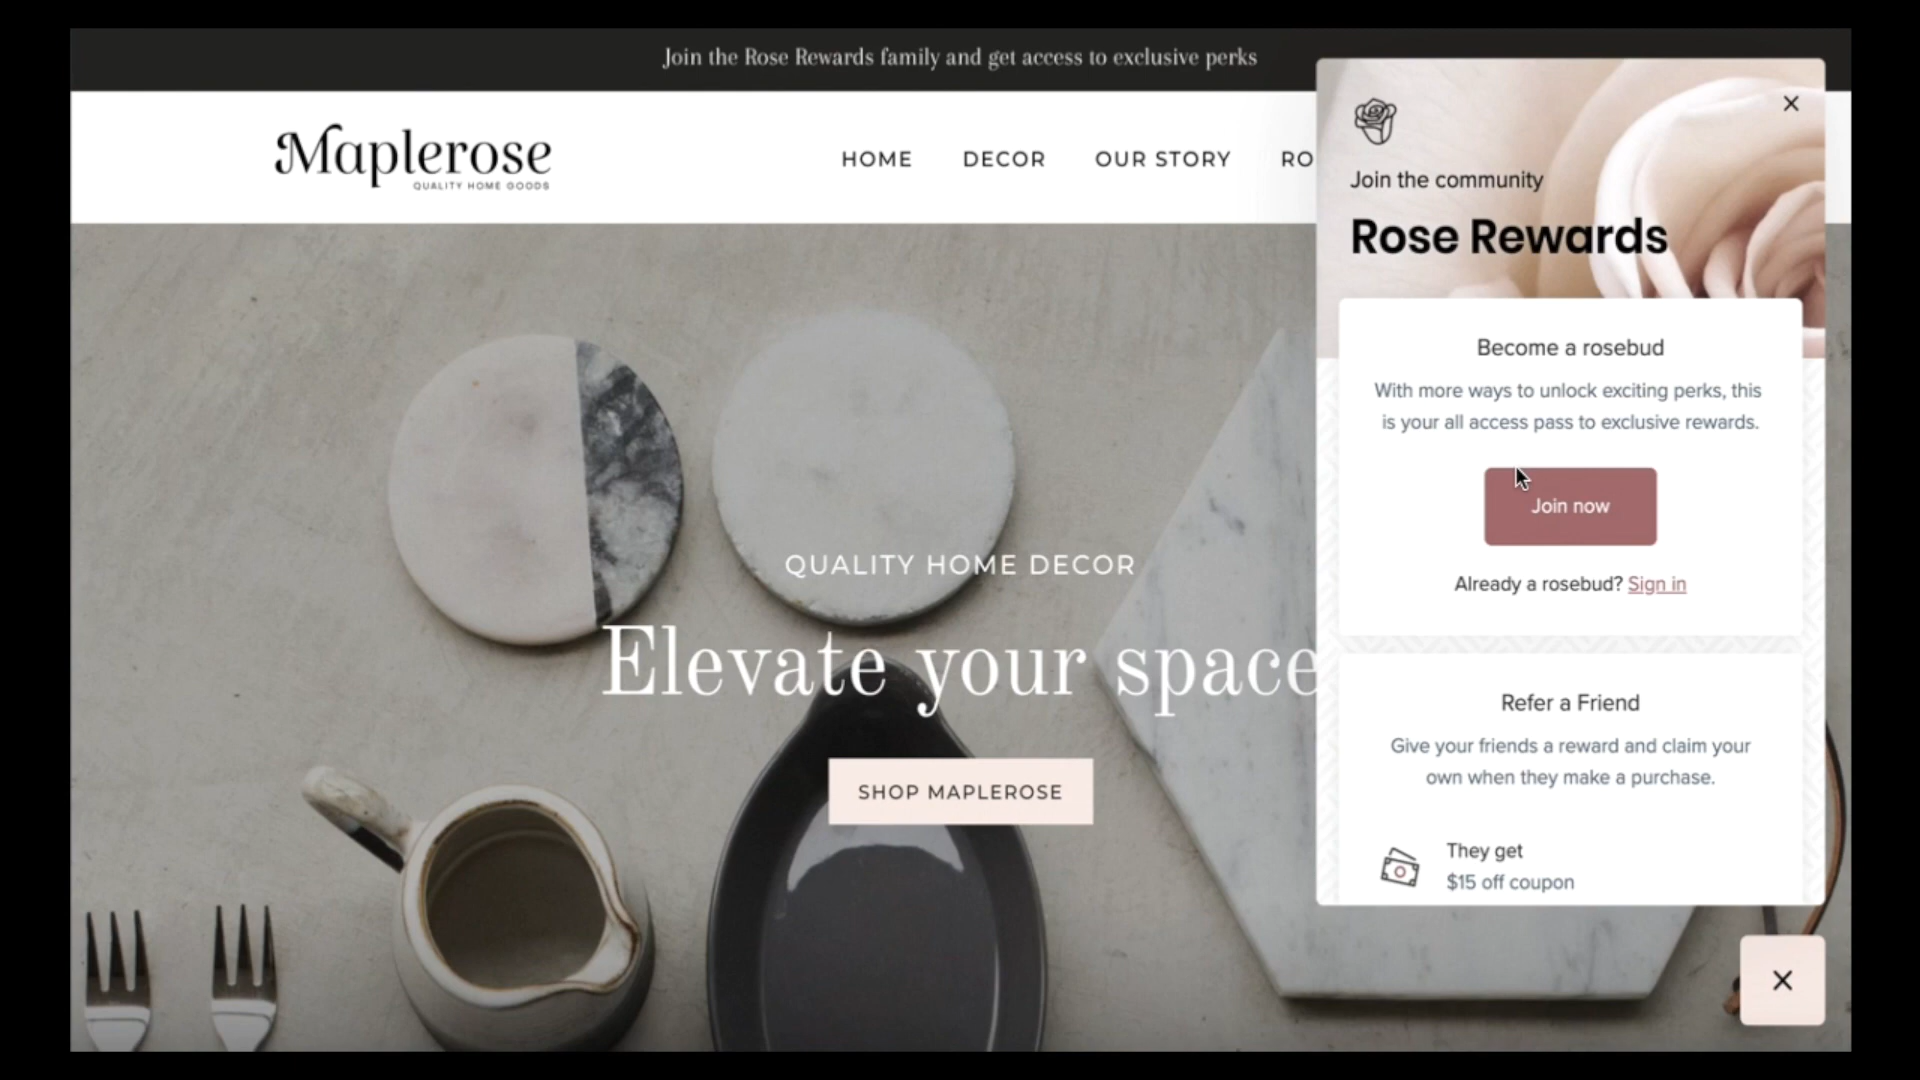 Join the Rose Rewards family and get access to exclusive perks
Maplerose
QUALITY HOME GOODS
HOME DECOR OUR STORY RO
QUALITY HOME DECOR
Elevate your space
SHOP MAPLEROSE
Join the community
Rose Rewards
Become a rosebud
With more ways to unlock exciting perks, this
is your all access pass to exclusive rewards.
Join now
Already a rosebud? Sign in
Refer a Friend
Give your friends a reward and claim your
own when they make a purchase.
They get
$15 off coupon